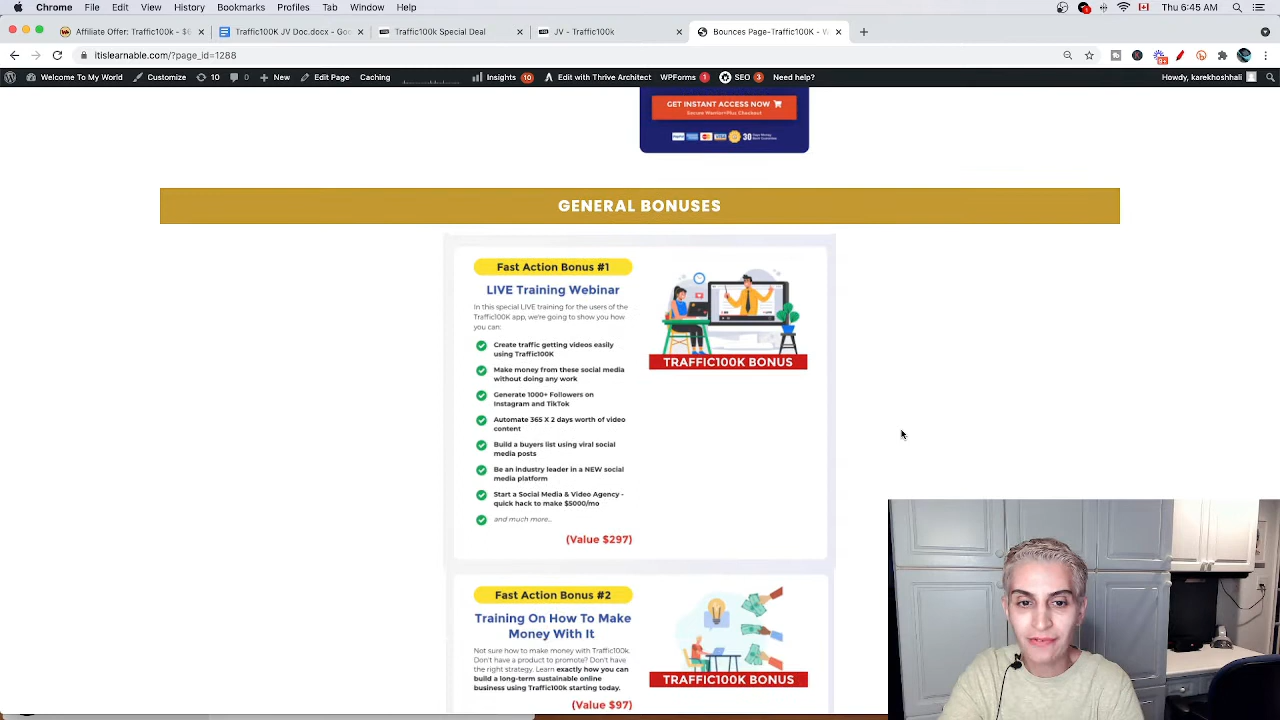 Chrome File Edit View History Bookmarks Profiles Tab Window Help
Affiliate Offer: Traffic100k - $6
Traffic100K JV Doc.docx - Goo
Traffic100K Special Deal
JV - Traffic100k
Traffic100K Bonuses Page - W
itislearnable.com/?page_id=1288
Welcome To My World Customize 10 0 New Edit Page Caching Insights 10 Edit with Thrive Architect WPForms 1 SEO 3 Need help? Howdy, kareekhohali
GET INSTANT ACCESS NOW
Secure Warrior+Plus Checkout
PayPal VISA 30
GENERAL BONUSES
Fast Action Bonus #1
LIVE Training Webinar
In this special LIVE training for the users of the
Traffic100K app, we're going to show you how
you can:
Create traffic getting videos easily
using Traffic100K
Make money from these social media
without doing any work
Generate 1000+ Followers on
Instagram and TikTok
Automate 365 X 2 days worth of video
content
Build a buyers list using viral social
media posts
Be an industry leader in a NEW social
media platform
Start a Social Media & Video Agency -
quick hack to make $5000/mo
and much more...
(Value $297)
TRAFFIC100K BONUS
Fast Action Bonus #2
Training On How To Make
Money With It
Not sure how to make money with Traffic100k.
Don't have a product to promote? Don't have
the right strategy. Learn exactly how you can
build a long-term sustainable online
business using Traffic100k starting today.
(Value $97)
TRAFFIC100K BONUS